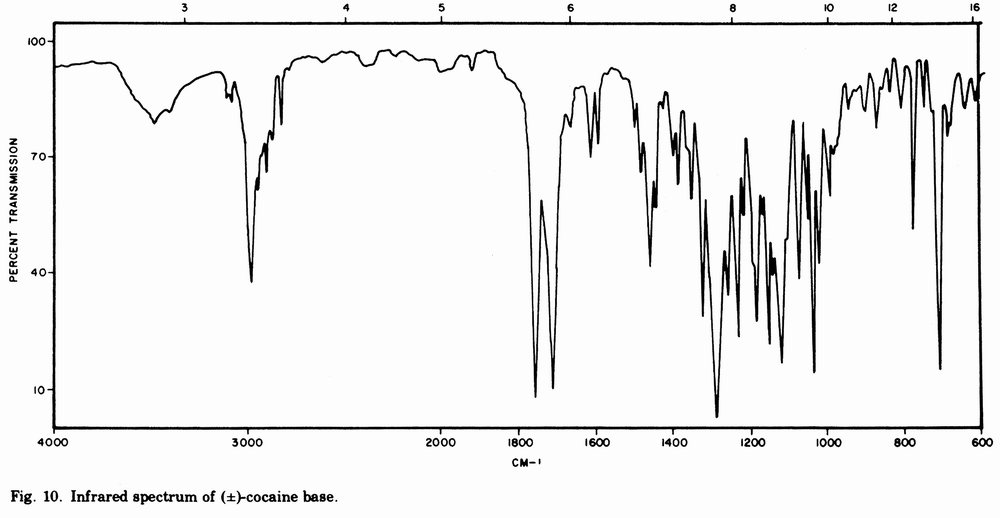 3 4 5 6 8 10 12 16
100
70
40
10
PERCENT TRANSMISSION
4000 3000 2000 1800 1600 1400 1200 1000 800 600
CM-1
Fig. 10. Infrared spectrum of (±)-cocaine base.